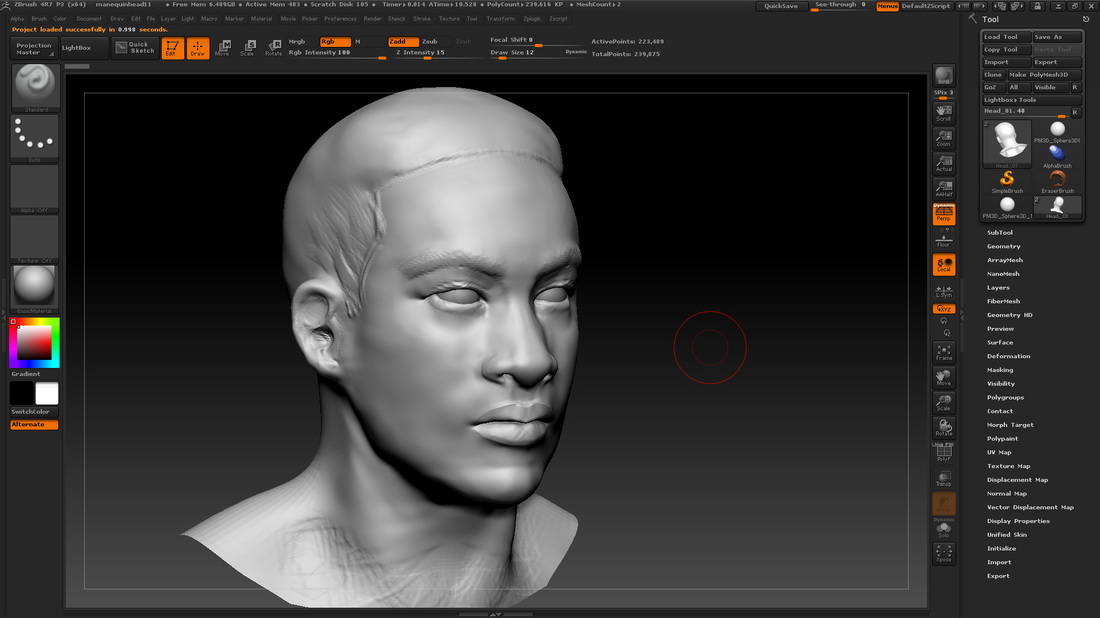 ZBrush 4R7 P3 (x64) manequinhead11 • Free Mem 6.489GB • Active Mem 483 • Scratch Disk 105 • Timer▸0.014 ATime▸10.528 • PolyCount▸239.616 KP • MeshCount▸2 QuickSave See-through 0 Menus DefaultZScript
Alpha Brush Color Document Draw Edit File Layer Light Macro Marker Material Movie Picker Preferences Render Stencil Stroke Texture Tool Transform Zplugin Zscript
Project loaded successfully in 0.998 seconds.
Projection Master
LightBox
Quick Sketch
Edit
Draw
Move
Scale
Rotate
Mrgb Rgb M
Rgb Intensity 100
Zadd Zsub Zcut
Z Intensity 15
Focal Shift 0
Draw Size 12 Dynamic
ActivePoints: 223,489
TotalPoints: 239,875
Standard
Dots
Alpha Off
Texture Off
BasicMaterial
Gradient
SwitchColor
Alternate
BPR
SPix 3
Scroll
Zoom
Actual
AAHalf
Persp
Floor
Local
L.Sym
XYZ
Frame
Move
Scale
Rotate
Line Fill
PolyF
Transp
Dynamic
Solo
Xpose
Tool
Load Tool Save As
Copy Tool Paste Tool
Import Export
Clone Make PolyMesh3D
GoZ All Visible R
Lightbox▸Tools
Head_01. 48 R
2
Head_01
PM3D_Sphere3D1
AlphaBrush
SimpleBrush
EraserBrush
PM3D_Sphere3D_1
2
Head_01
SubTool
Geometry
ArrayMesh
NanoMesh
Layers
FiberMesh
Geometry HD
Preview
Surface
Deformation
Masking
Visibility
Polygroups
Contact
Morph Target
Polypaint
UV Map
Texture Map
Displacement Map
Normal Map
Vector Displacement Map
Display Properties
Unified Skin
Initialize
Import
Export